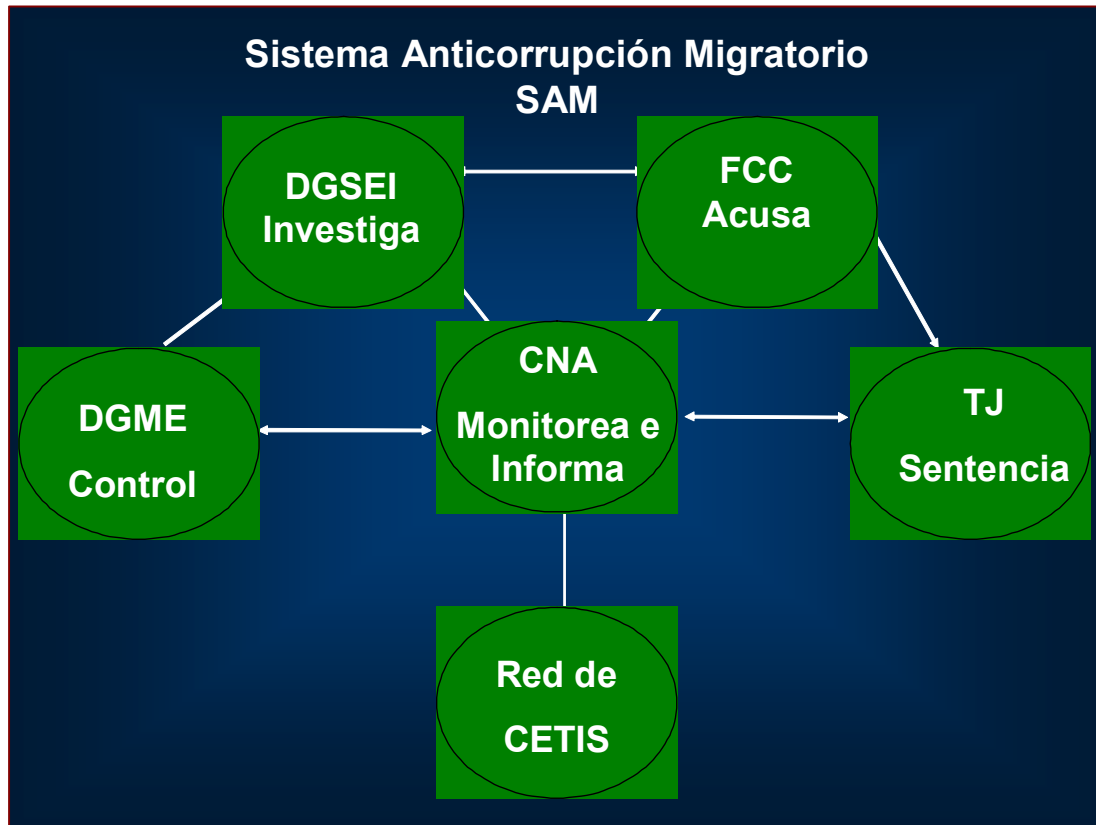 Sistema Anticorrupción Migratorio
SAM
DGSEI
Investiga
FCC
Acusa
CNA
Monitorea e
Informa
DGME
Control
TJ
Sentencia
Red de
CETIS